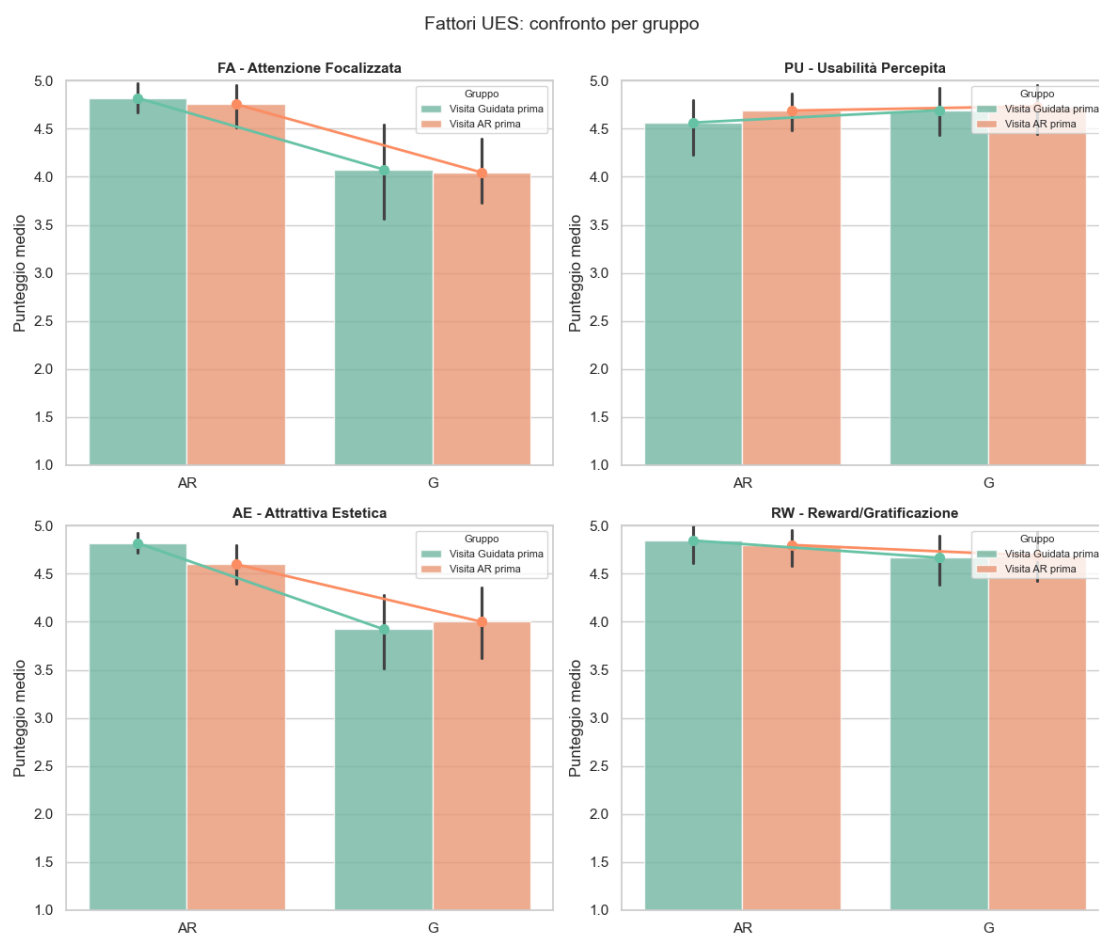 Fattori UES: confronto per gruppo
FA - Attenzione Focalizzata
5.0
4.5
4.0
3.5
3.0
2.5
2.0
1.5
1.0
Punteggio medio
Gruppo
Visita Guidata prima
Visita AR prima
AR
G
PU - Usabilità Percepita
5.0
4.5
4.0
3.5
3.0
2.5
2.0
1.5
1.0
Punteggio medio
Gruppo
Visita Guidata prima
Visita AR prima
AR
G
AE - Attrattiva Estetica
5.0
4.5
4.0
3.5
3.0
2.5
2.0
1.5
1.0
Punteggio medio
Gruppo
Visita Guidata prima
Visita AR prima
AR
G
RW - Reward/Gratificazione
5.0
4.5
4.0
3.5
3.0
2.5
2.0
1.5
1.0
Punteggio medio
Gruppo
Visita Guidata prima
Visita AR prima
AR
G